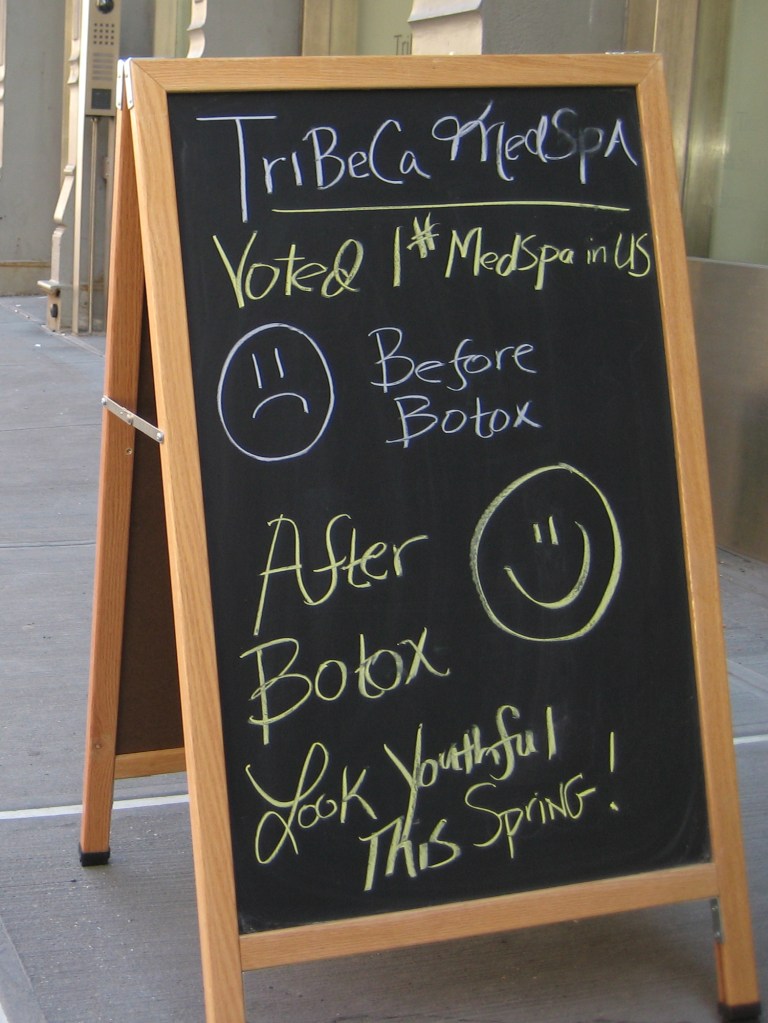 TriBeCa MedSpA
Voted 1# Medspa in US
Before
Botox
After
Botox
Look Youthful
This Spring!